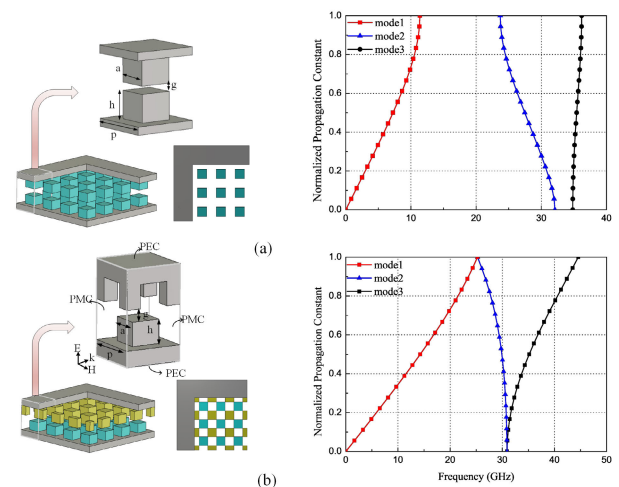 a
g
h
p
(a)
mode1
mode2
mode3
Normalized Propagation Constant
1.0
0.8
0.6
0.4
0.2
0.0
0 10 20 30 40
PEC
PMC
PMC
g
a
h
p
E
k
H
PEC
(b)
mode1
mode2
mode3
Normalized Propagation Constant
1.0
0.8
0.6
0.4
0.2
0.0
0 10 20 30 40 50
Frequency (GHz)